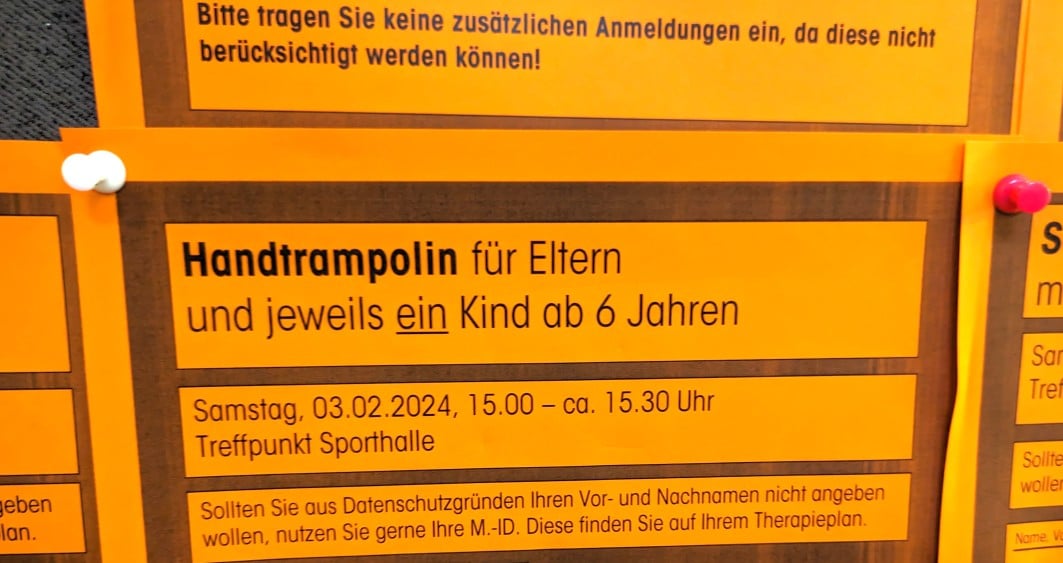 Bitte tragen Sie keine zusätzlichen Anmeldungen ein, da diese nicht
berücksichtigt werden können!
Handtrampolin für Eltern
und jeweils ein Kind ab 6 Jahren
Samstag, 03.02.2024, 15.00 – ca. 15.30 Uhr
Treffpunkt Sporthalle
Sollten Sie aus Datenschutzgründen Ihren Vor- und Nachnamen nicht angeben
wollen, nutzen Sie gerne Ihre M.-ID. Diese finden Sie auf Ihrem Therapieplan.
Name,